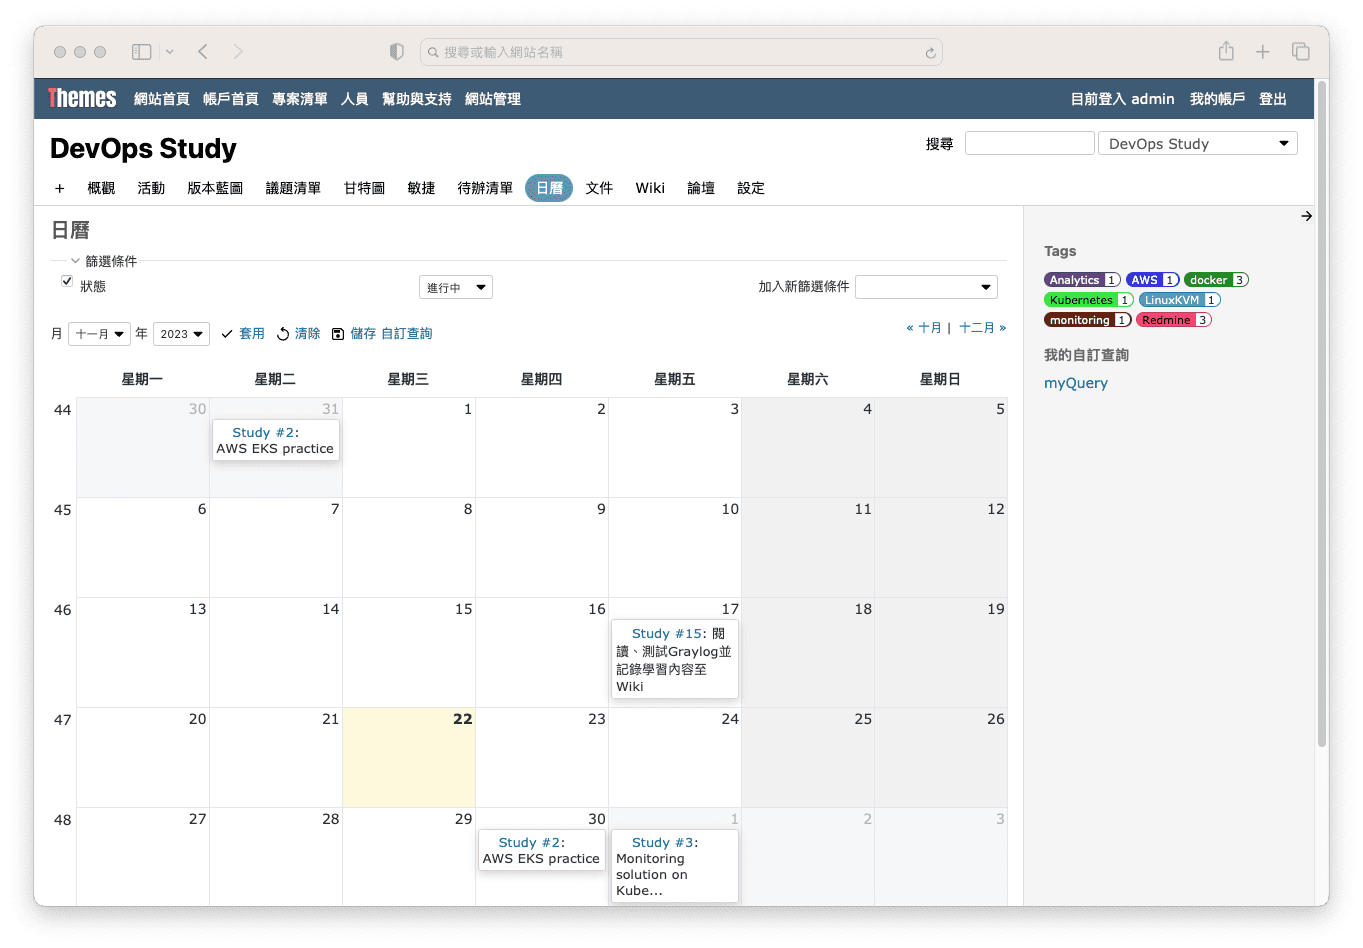 搜尋或輸入網站名稱
Themes 網站首頁 帳戶首頁 專案清單 人員 幫助與支持 網站管理 目前登入 admin 我的帳戶 登出
DevOps Study
搜尋 DevOps Study
+ 概觀 活動 版本藍圖 議題清單 甘特圖 敏捷 待辦清單 日曆 文件 Wiki 論壇 設定
日曆
篩選條件
狀態 進行中 加入新篩選條件
月 十一月 年 2023 套用 清除 儲存 自訂查詢
« 十月 | 十二月 »
星期一 星期二 星期三 星期四 星期五 星期六 星期日
44 30 31 1 2 3 4 5
Study #2:
AWS EKS practice
45 6 7 8 9 10 11 12
46 13 14 15 16 17 18 19
Study #15: 閱
讀、測試Graylog並
記錄學習內容至
Wiki
47 20 21 22 23 24 25 26
48 27 28 29 30 1 2 3
Study #2:
AWS EKS practice
Study #3:
Monitoring
solution on
Kube...
Tags
Analytics 1 AWS 1 docker 3
Kubernetes 1 LinuxKVM 1
monitoring 1 Redmine 3
我的自訂查詢
myQuery